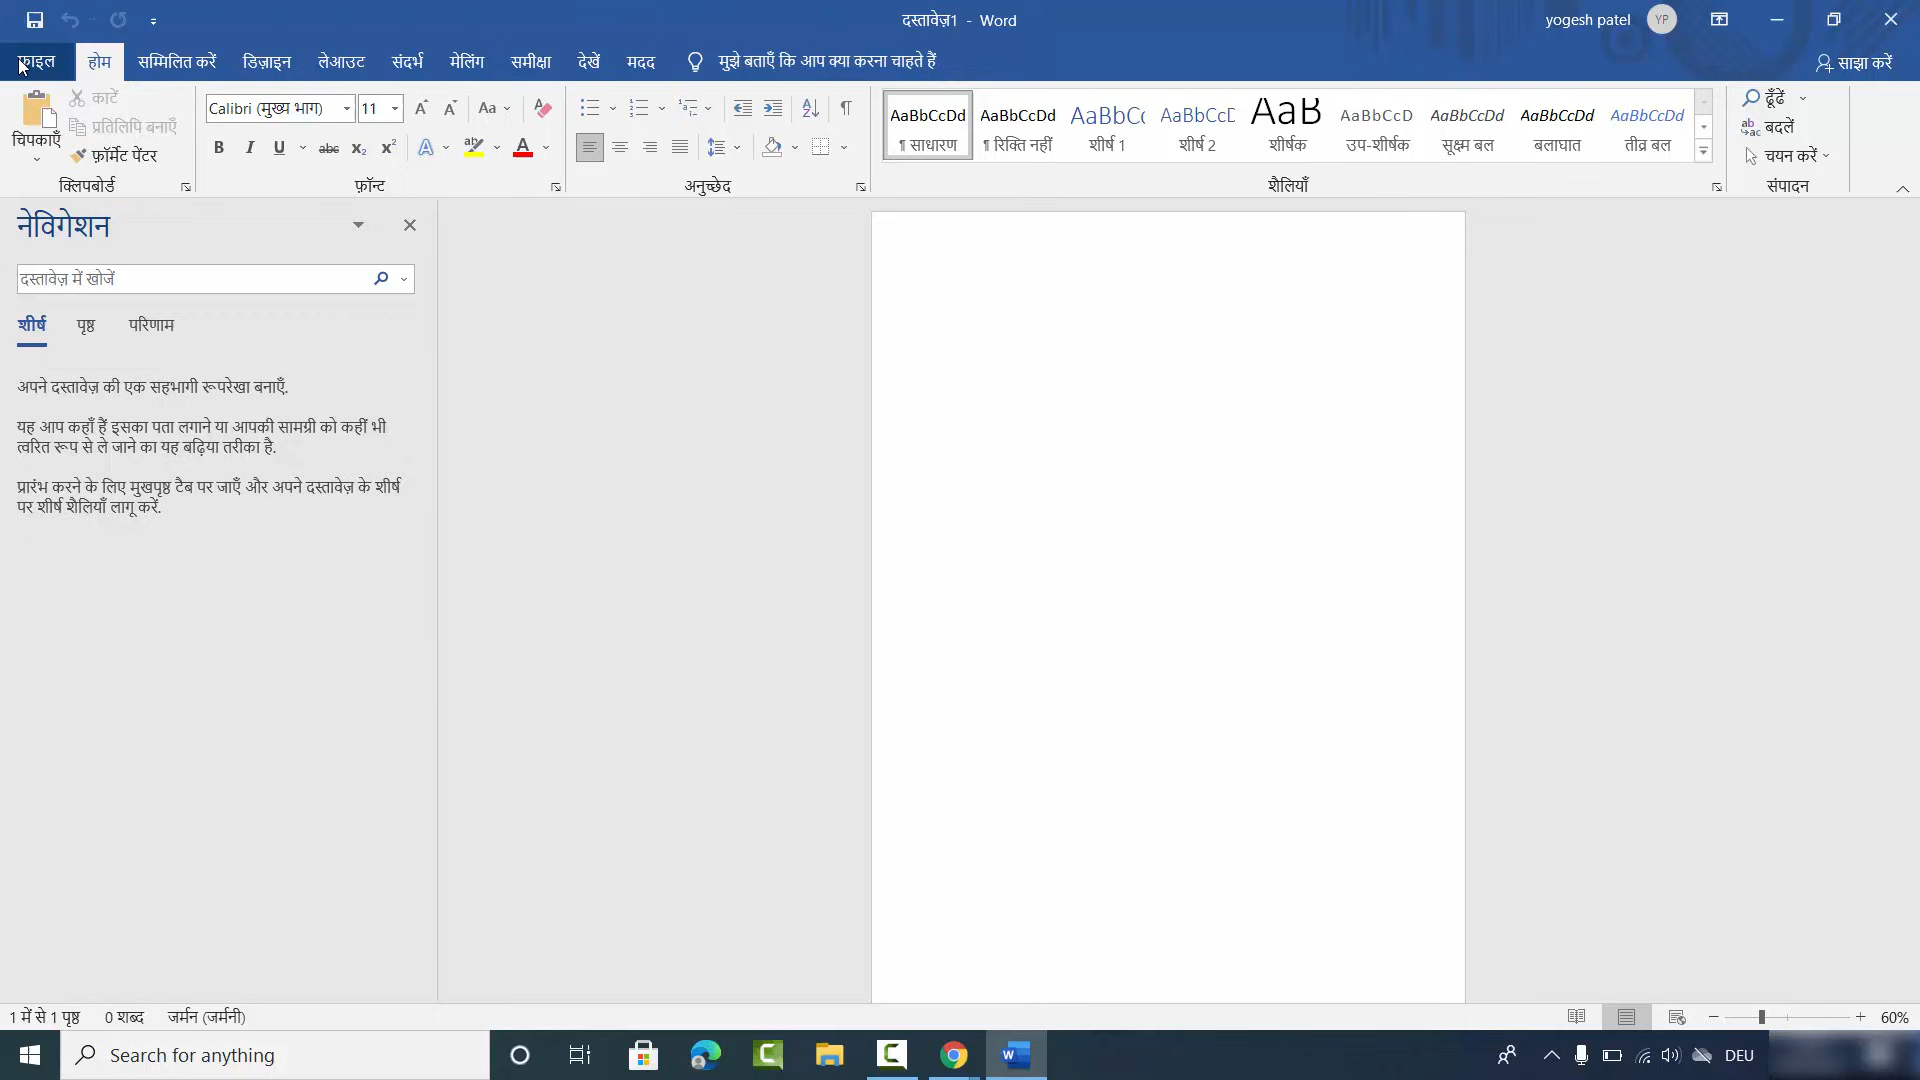 दस्तावेज़1 - Word
yogesh patel
YP
फ़ाइल
होम
सम्मिलित करें
डिज़ाइन
लेआउट
संदर्भ
मेलिंग
समीक्षा
देखें
मदद
मुझे बताएँ कि आप क्या करना चाहते हैं
साझा करें
चिपकाएँ
काटें
प्रतिलिपि बनाएँ
फ़ॉर्मेट पेंटर
क्लिपबोर्ड
Calibri (मुख्य भाग)
11
Aa
B I U abc x₂ x² A A
फ़ॉन्ट
अनुच्छेद
AaBbCcDd
¶ साधारण
AaBbCcDd
¶ रिक्ति नहीं
AaBbCc
शीर्ष 1
AaBbCcD
शीर्ष 2
AaB
शीर्षक
AaBbCcD
उप-शीर्षक
AaBbCcDd
सूक्ष्म बल
AaBbCcDd
बलाघात
AaBbCcDd
तीव्र बल
शैलियाँ
ढूँढें
बदलें
चयन करें
संपादन
नेविगेशन
दस्तावेज़ में खोजें
शीर्ष
पृष्ठ
परिणाम
अपने दस्तावेज़ की एक सहभागी रूपरेखा बनाएँ.
यह आप कहाँ हैं इसका पता लगाने या आपकी सामग्री को कहीं भी
त्वरित रूप से ले जाने का यह बढ़िया तरीका है.
प्रारंभ करने के लिए मुखपृष्ठ टैब पर जाएँ और अपने दस्तावेज़ के शीर्ष
पर शीर्ष शैलियाँ लागू करें.
1 में से 1 पृष्ठ
0 शब्द
जर्मन (जर्मनी)
60%
Search for anything
DEU